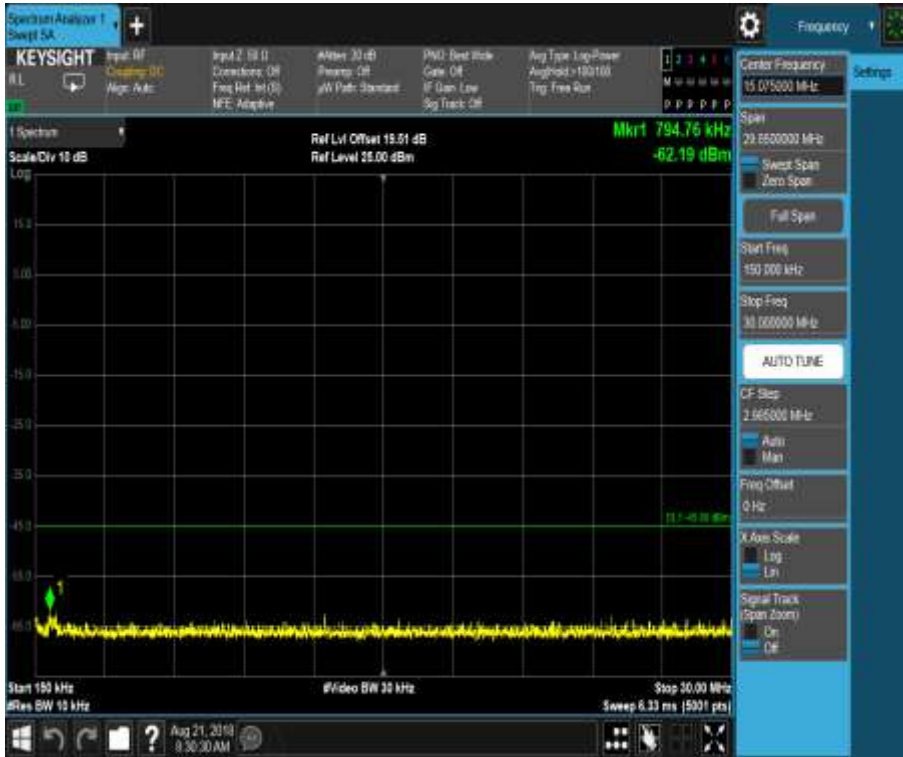 Spectrum Analyzer 1
Swept SA
+
Frequency
KEYSIGHT
Input: RF
Coupling: DC
Align: Auto
Input Z: 50 Ω
Corrections: Off
Freq Ref: Int (S)
NFE: Adaptive
#Atten: 30 dB
Preamp: Off
µW Path: Standard
PNO: Best Wide
Gate: Off
IF Gain: Low
Sig Track: Off
Avg Type: Log-Power
Avg|Hold:>100/100
Trig: Free Run
1 2 3 4 5 6
M W W W W W
P P P P P P
Center Frequency
15.075000 MHz
Settings
Span
29.8500000 MHz
Swept Span
Zero Span
Full Span
Start Freq
150.000 kHz
Stop Freq
30.000000 MHz
AUTO TUNE
CF Step
2.985000 MHz
Auto
Man
Freq Offset
0 Hz
X Axis Scale
Log
Lin
Signal Track
(Span Zoom)
On
Off
1 Spectrum
Scale/Div 10 dB
Log
Ref Lvl Offset 15.51 dB
Ref Level 25.00 dBm
Mkr1 794.76 kHz
-62.19 dBm
15.0
5.00
-5.00
-15.0
-25.0
-35.0
-45.0
-55.0
-65.0
1
Start 150 kHz
#Res BW 10 kHz
#Video BW 30 kHz
Stop 30.00 MHz
Sweep 6.33 ms (5001 pts)
?
Aug 21, 2018
8:30:30 AM